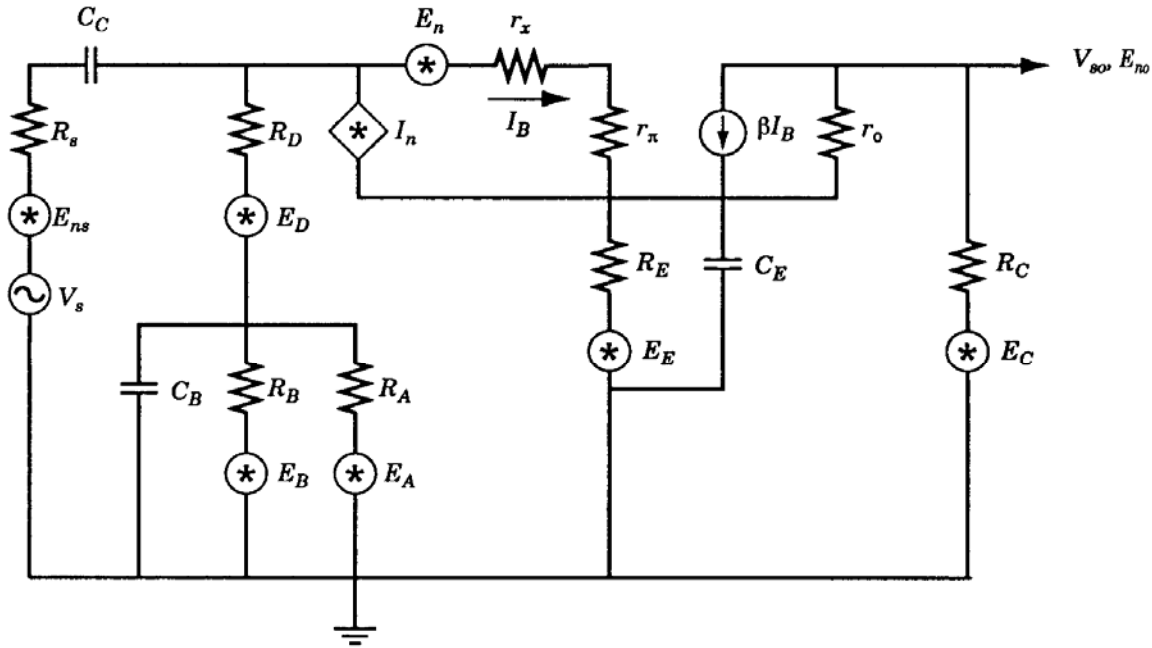 C_C
E_n
r_x
V_so, E_no
R_s
R_D
I_n
I_B
r_π
βI_B
r_o
E_ns
E_D
V_s
R_E
C_E
R_C
E_E
E_C
C_B
R_B
R_A
E_B
E_A